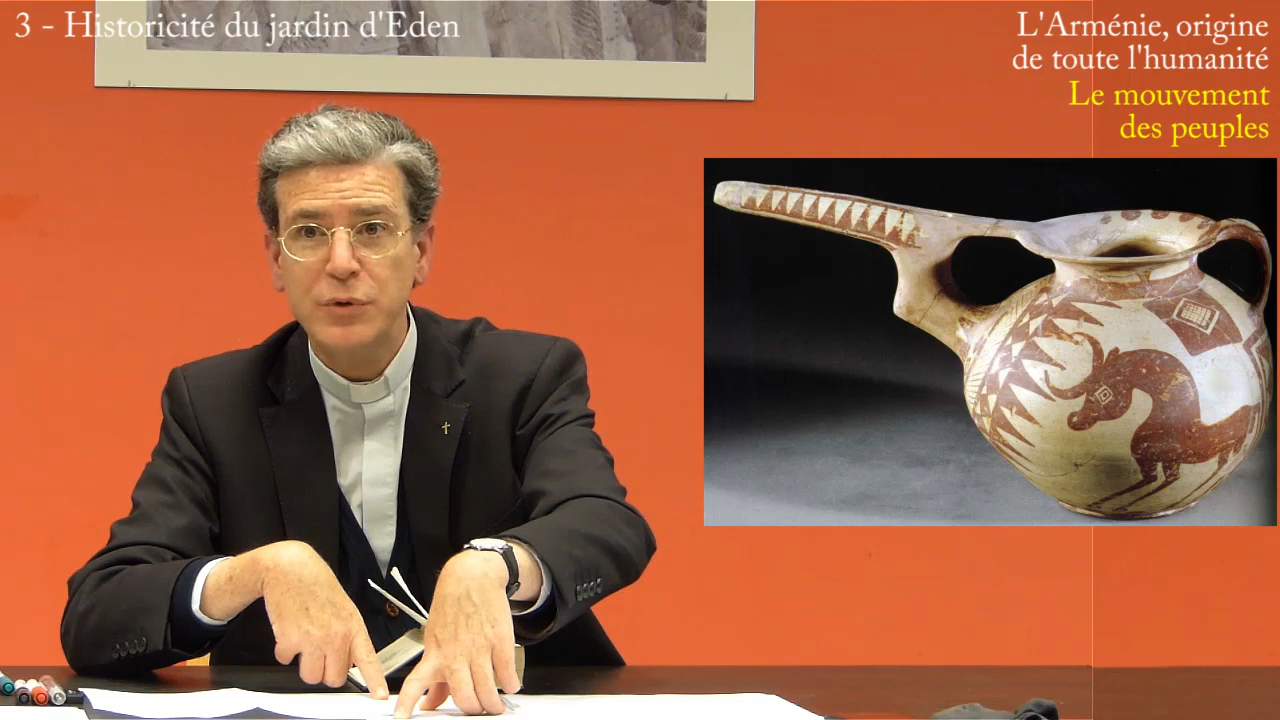 3 - Historicité du jardin d'Eden
L'Arménie, origine
de toute l'humanité
Le mouvement
des peuples